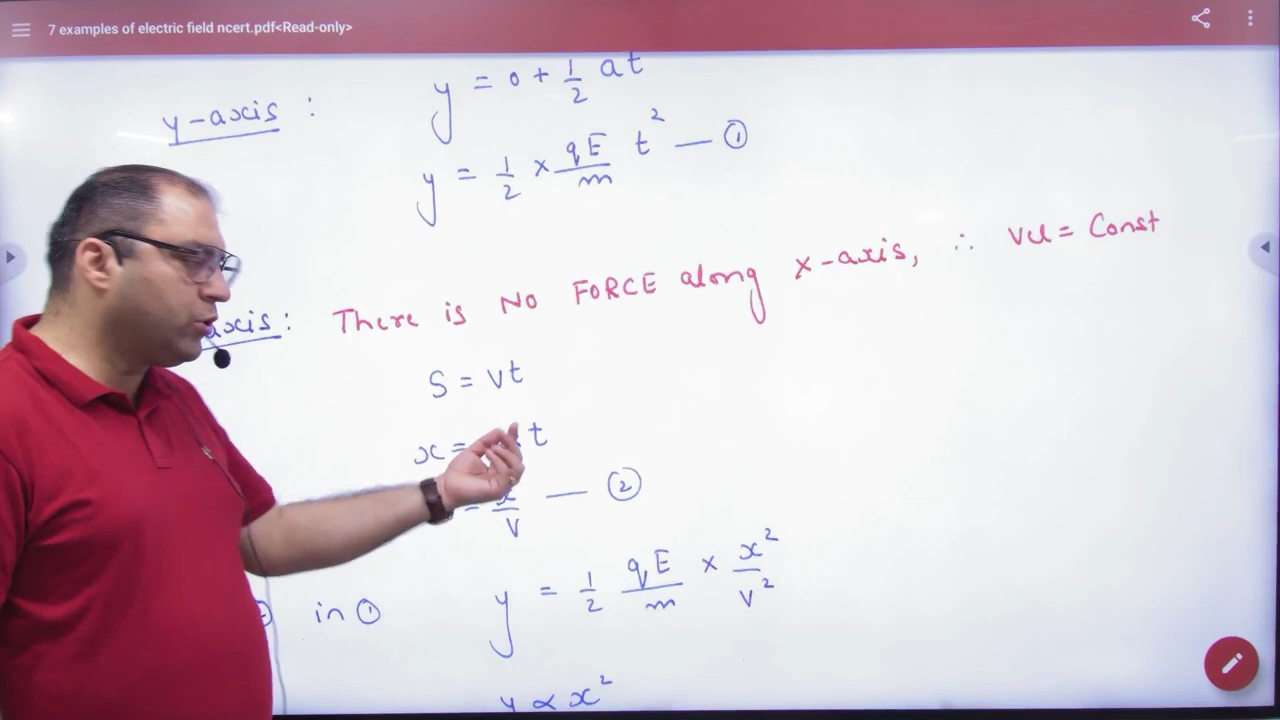 7 examples of electric field ncert.pdf<Read-only>
y-axis :
y = 0 + 1/2 at
y = 1/2 × qE/m t² — ①
axis : There is NO FORCE along x-axis, ∴ vel = Const
S = vt
x = t
= x/v — ②
in ①
y = 1/2 qE/m × x²/v²
y ∝ x²